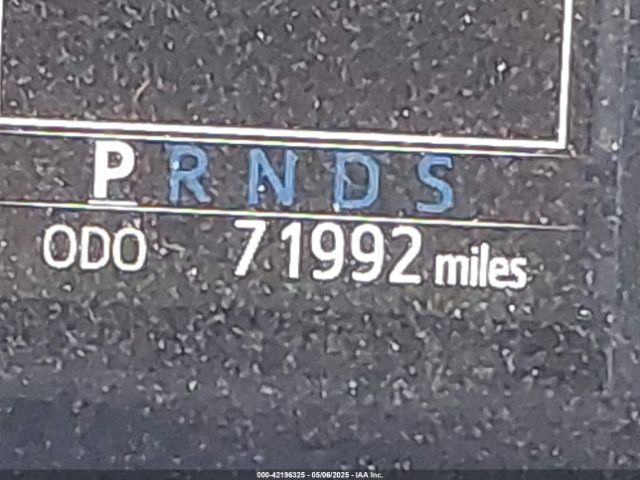 P R N D S
ODO 71992 miles
000-42196325 - 05/06/2025 - IAA Inc.